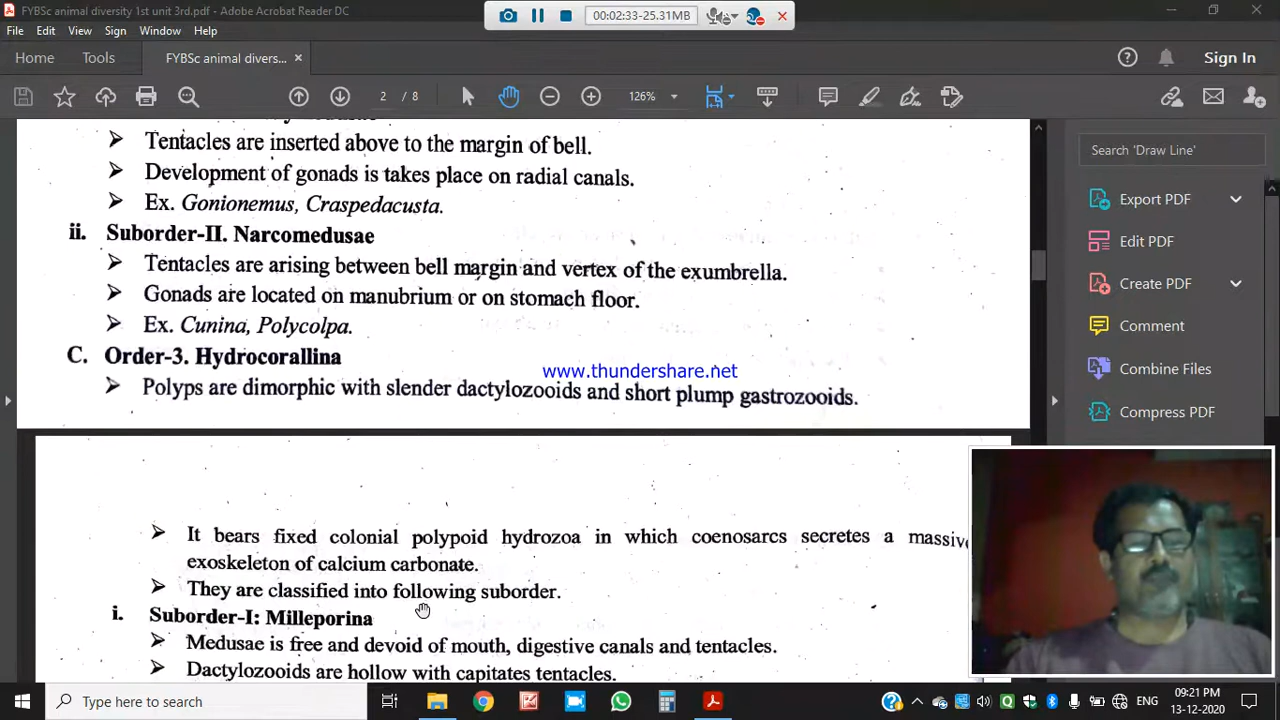 FYBSc animal diversity 1st unit 3rd.pdf - Adobe Acrobat Reader DC
00:02:33-25.31MB
File Edit View Sign Window Help
Home Tools FYBSc animal divers... Sign In
2 / 8 126%
Tentacles are inserted above to the margin of bell.
Development of gonads is takes place on radial canals.
Ex. Gonionemus, Craspedacusta.
ii. Suborder-II. Narcomedusae
Tentacles are arising between bell margin and vertex of the exumbrella.
Gonads are located on manubrium or on stomach floor.
Ex. Cunina, Polycolpa.
C. Order-3. Hydrocorallina
www.thundershare.net
Polyps are dimorphic with slender dactylozooids and short plump gastrozooids.
It bears fixed colonial polypoid hydrozoa in which coenosarcs secretes a massive
exoskeleton of calcium carbonate.
They are classified into following suborder.
i. Suborder-I: Milleporina
Medusae is free and devoid of mouth, digestive canals and tentacles.
Dactylozooids are hollow with capitates tentacles.
Search 'Draw Line'
Export PDF
Edit PDF
Create PDF
Comment
Combine Files
Compress PDF
Type here to search
ENG
09:21 PM
13-12-2020